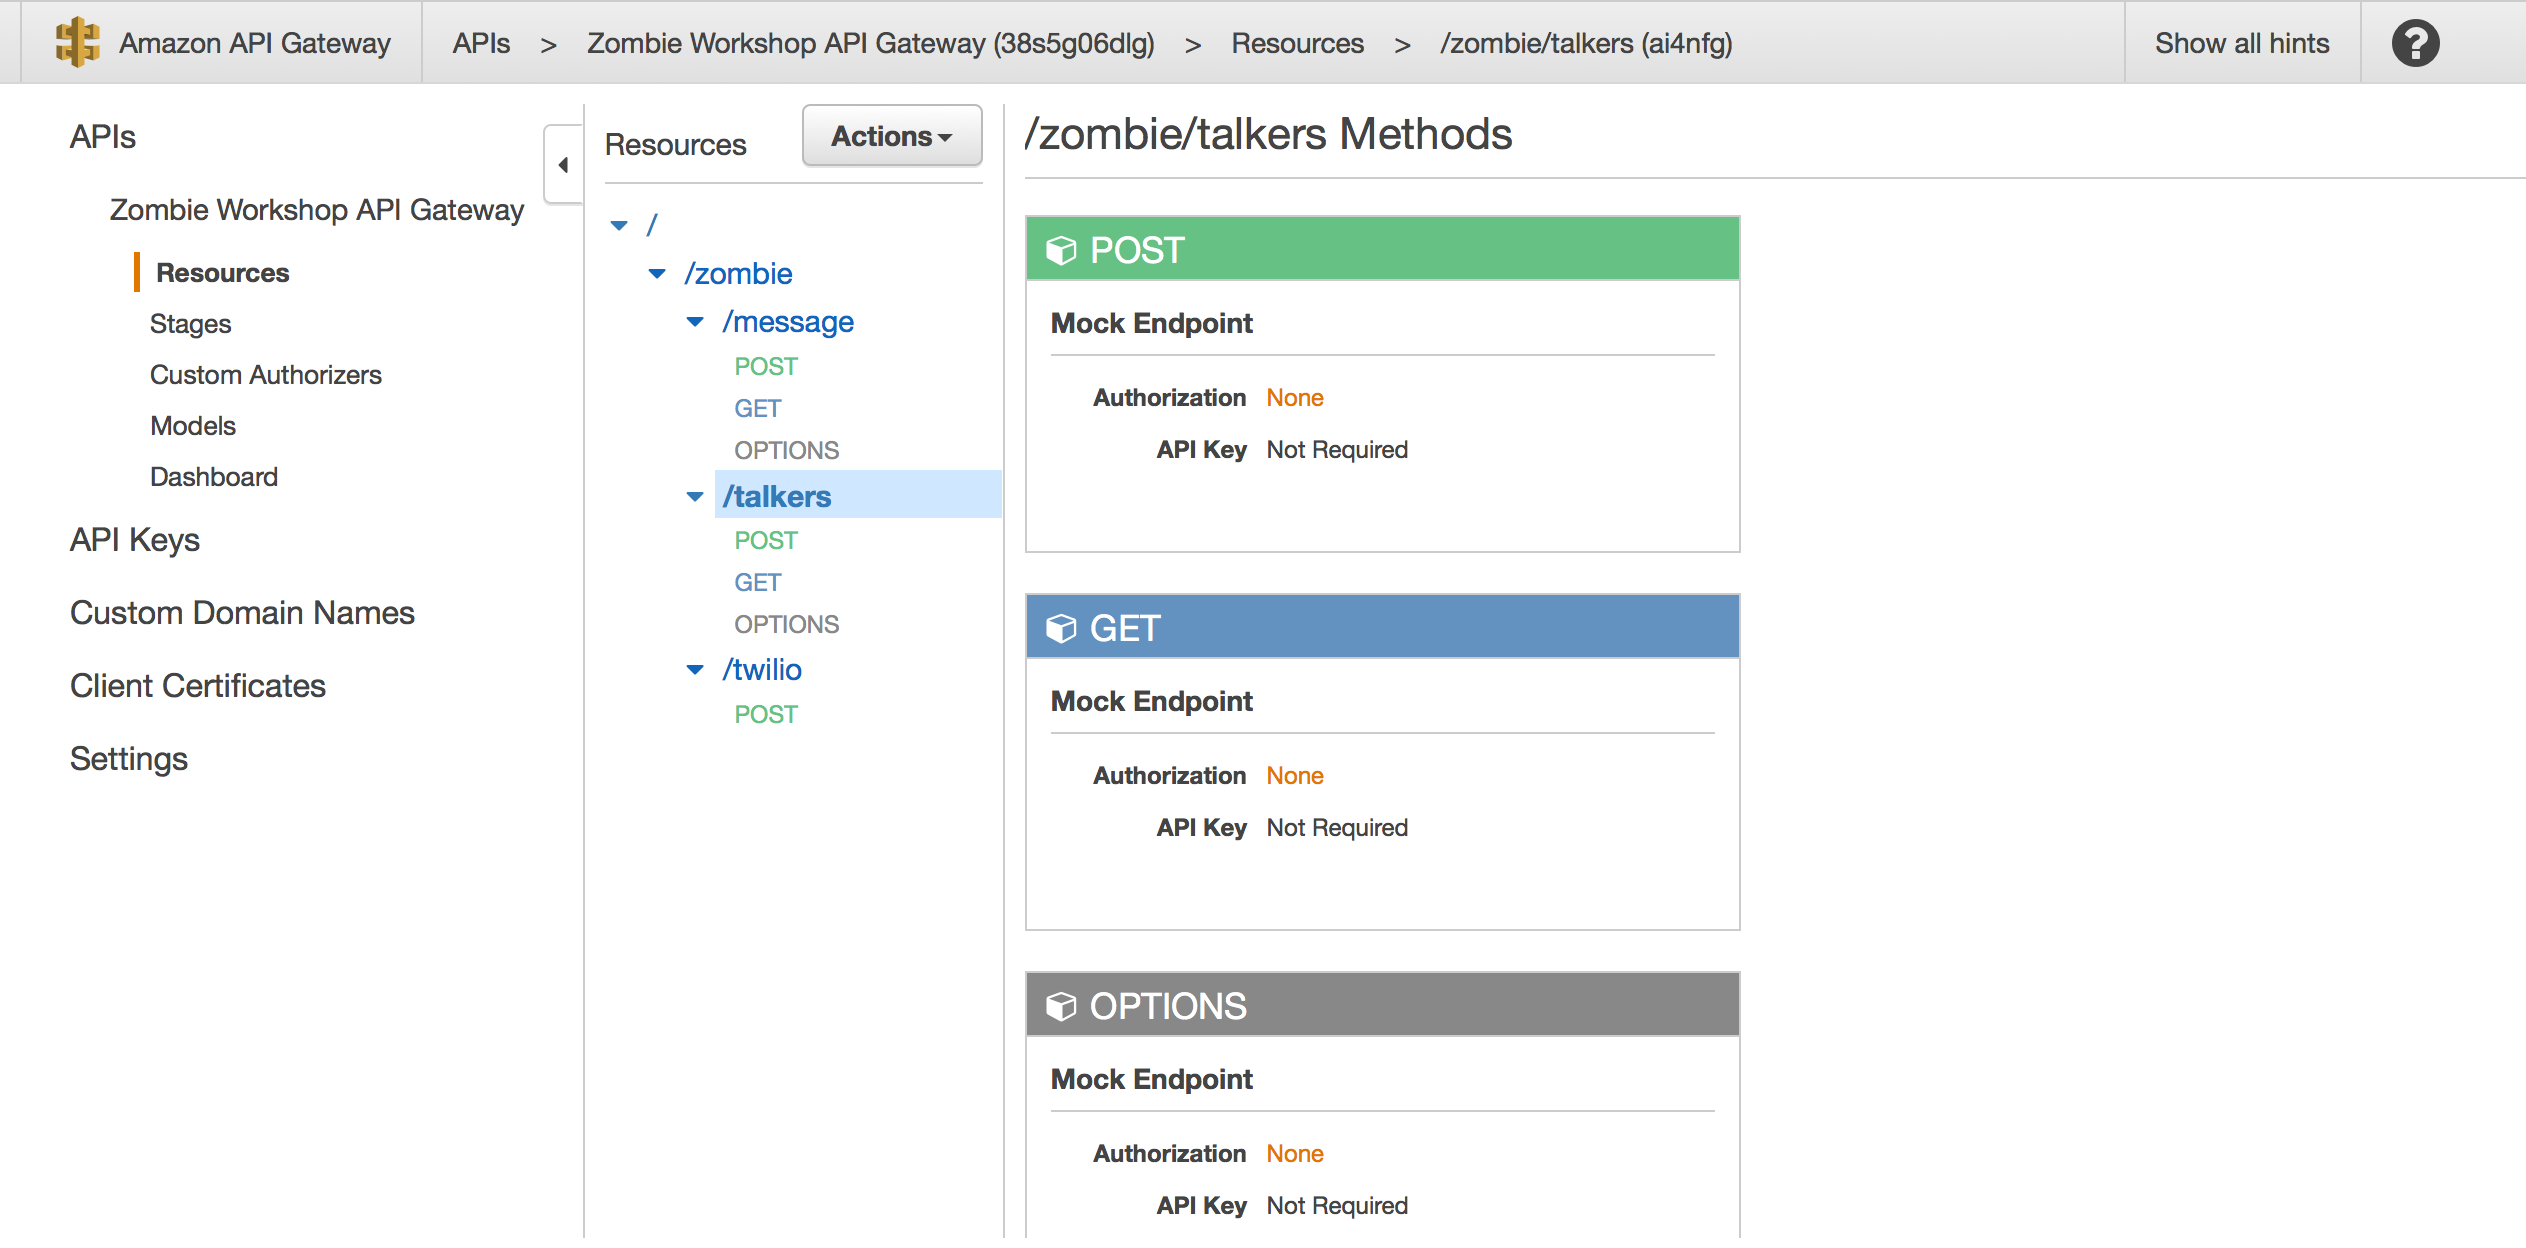 Amazon API Gateway
APIs > Zombie Workshop API Gateway (38s5g06dlg) > Resources > /zombie/talkers (ai4nfg)
Show all hints
?
APIs
Zombie Workshop API Gateway
Resources
Stages
Custom Authorizers
Models
Dashboard
API Keys
Custom Domain Names
Client Certificates
Settings
Resources
Actions
/
/zombie
/message
POST
GET
OPTIONS
/talkers
POST
GET
OPTIONS
/twilio
POST
/zombie/talkers Methods
POST
Mock Endpoint
Authorization None
API Key Not Required
GET
Mock Endpoint
Authorization None
API Key Not Required
OPTIONS
Mock Endpoint
Authorization None
API Key Not Required